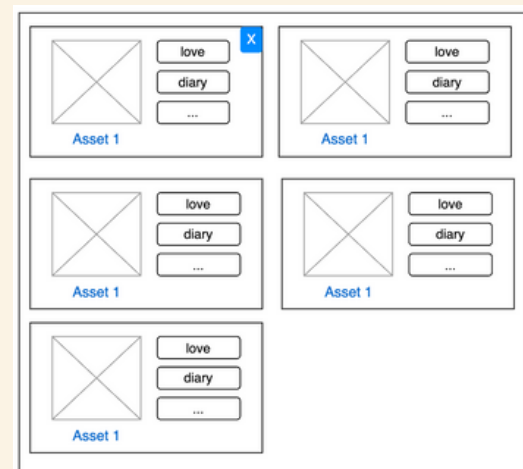 X
love
diary
...
Asset 1
love
diary
...
Asset 1
love
diary
...
Asset 1
love
diary
...
Asset 1
love
diary
...
Asset 1